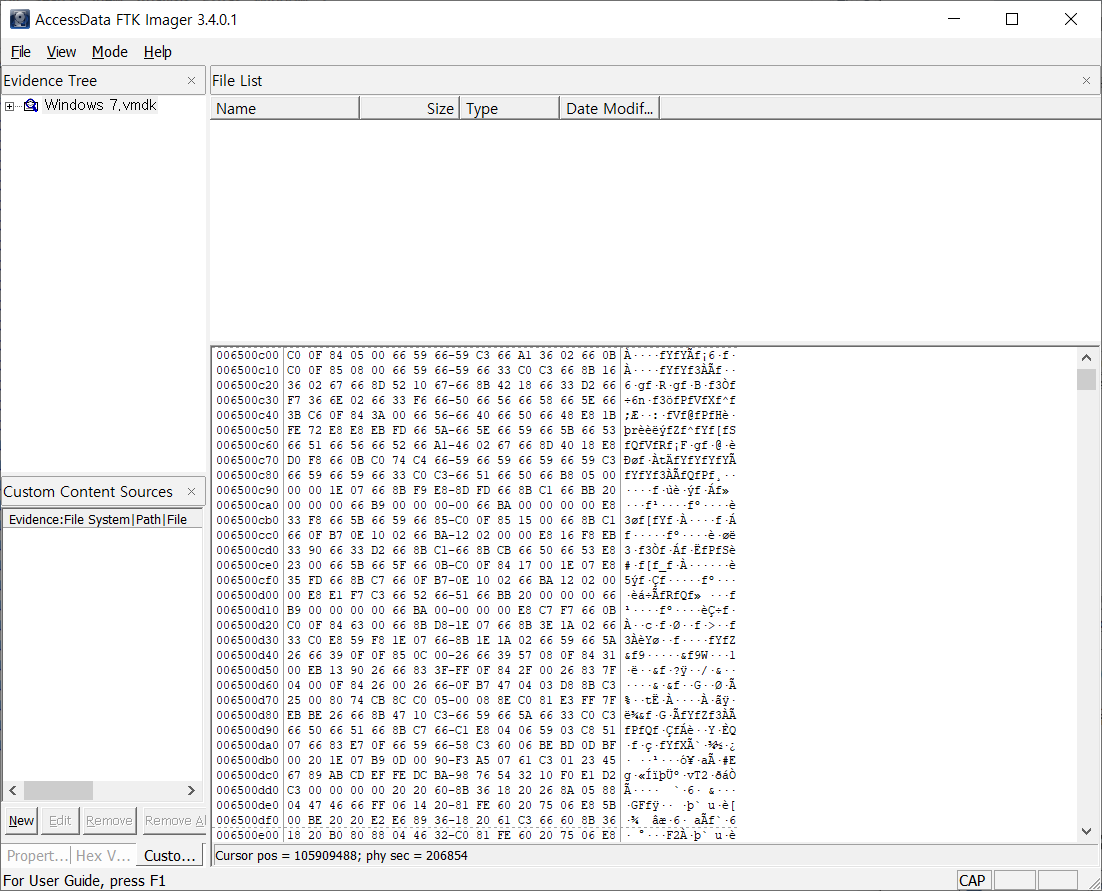 AccessData FTK Imager 3.4.0.1
File View Mode Help
Evidence Tree
Windows 7.vmdk
File List
Name Size Type Date Modif...
Custom Content Sources
Evidence:File System|Path|File
New Edit Remove Remove Al
Propert... Hex V... Custo...
006500c00 C0 0F 84 05 00 66 59 66-59 C3 66 A1 36 02 66 0B À····fYfYÃf¡6·f·
006500c10 C0 0F 85 08 00 66 59 66-59 66 33 C0 C3 66 8B 16 À····fYfYf3ÀÃf··
006500c20 36 02 67 66 8D 52 10 67-66 8B 42 18 66 33 D2 66 6·gf·R·gf·B·f3Òf
006500c30 F7 36 6E 02 66 33 F6 66-50 66 56 66 58 66 5E 66 ÷6n·f3öfPfVfXf^f
006500c40 3B C6 0F 84 3A 00 66 56-66 40 66 50 66 48 E8 1B ;Æ··:·fVf@fPfHè·
006500c50 FE 72 E8 E8 EB FD 66 5A-66 5E 66 59 66 5B 66 53 þrèèëýfZf^fYf[fS
006500c60 66 51 66 56 66 52 66 A1-46 02 67 66 8D 40 18 E8 fQfVfRf¡F·gf·@·è
006500c70 D0 F8 66 0B C0 74 C4 66-59 66 59 66 59 66 59 C3 Ðøf·ÀtÄfYfYfYfYÃ
006500c80 66 59 66 59 66 33 C0 C3-66 51 66 50 66 B8 05 00 fYfYf3ÀÃfQfPf¸··
006500c90 00 00 1E 07 66 8B F9 E8-8D FD 66 8B C1 66 BB 20 ····f·ùè·ýf·Áf»
006500ca0 00 00 00 66 B9 00 00 00-00 66 BA 00 00 00 00 E8 ···f¹····fº····è
006500cb0 33 F8 66 5B 66 59 66 85-C0 0F 85 15 00 66 8B C1 3øf[fYf·À····f·Á
006500cc0 66 0F B7 0E 10 02 66 BA-12 02 00 00 E8 16 F8 EB f·····fº····è·øë
006500cd0 33 90 66 33 D2 66 8B C1-66 8B CB 66 50 66 53 E8 3·f3Òf·Áf·ËfPfSè
006500ce0 23 00 66 5B 66 5F 66 0B-C0 0F 84 17 00 1E 07 E8 #·f[f_f·À······è
006500cf0 35 FD 66 8B C7 66 0F B7-0E 10 02 66 BA 12 02 00 5ýf·Çf·····fº···
006500d00 00 E8 E1 F7 C3 66 52 66-51 66 BB 20 00 00 00 66 ·èá÷ÃfRfQf» ···f
006500d10 B9 00 00 00 00 66 BA 00-00 00 00 E8 C7 F7 66 0B ¹····fº····èÇ÷f·
006500d20 C0 0F 84 63 00 66 8B D8-1E 07 66 8B 3E 1A 02 66 À··c·f·Ø··f·>··f
006500d30 33 C0 E8 59 F8 1E 07 66-8B 1E 1A 02 66 59 66 5A 3ÀèYø··f····fYfZ
006500d40 26 66 39 0F 0F 85 0C 00-26 66 39 57 08 0F 84 31 &f9·····&f9W···1
006500d50 00 EB 13 90 26 66 83 3F-FF 0F 84 2F 00 26 83 7F ·ë··&f·?ÿ··/·&··
006500d60 04 00 0F 84 26 00 26 66-0F B7 47 04 03 D8 8B C3 ····&·&f··G··Ø·Ã
006500d70 25 00 80 74 CB 8C C0 05-00 08 8E C0 81 E3 FF 7F %··tË·À····À·ãÿ·
006500d80 EB BE 26 66 8B 47 10 C3-66 59 66 5A 66 33 C0 C3 ë¾&f·G·ÃfYfZf3ÀÃ
006500d90 66 50 66 51 66 8B C7 66-C1 E8 04 06 59 03 C8 51 fPfQf·ÇfÁè··Y·ÈQ
006500da0 07 66 83 E7 0F 66 59 66-58 C3 60 06 BE BD 0D BF ·f·ç·fYfXÃ`·¾½·¿
006500db0 00 20 1E 07 B9 0D 00 90-F3 A5 07 61 C3 01 23 45 · ··¹···ó¥·aÃ·#E
006500dc0 67 89 AB CD EF FE DC BA-98 76 54 32 10 F0 E1 D2 g·«ÍïþÜº·vT2·ðáÒ
006500dd0 C3 00 00 00 00 20 20 60-8B 36 18 20 26 8A 05 88 Ã····  `·6· &···
006500de0 04 47 46 66 FF 06 14 20-81 FE 60 20 75 06 E8 5B ·GFfÿ·· ·þ` u·è[
006500df0 00 BE 20 20 E2 E6 89 36-18 20 61 C3 66 60 8B 36 ·¾  âæ·6· aÃf`·6
006500e00 18 20 B0 80 88 04 46 32-C0 81 FE 60 20 75 06 E8 · °···F2À·þ` u·è
Cursor pos = 105909488; phy sec = 206854
For User Guide, press F1 CAP